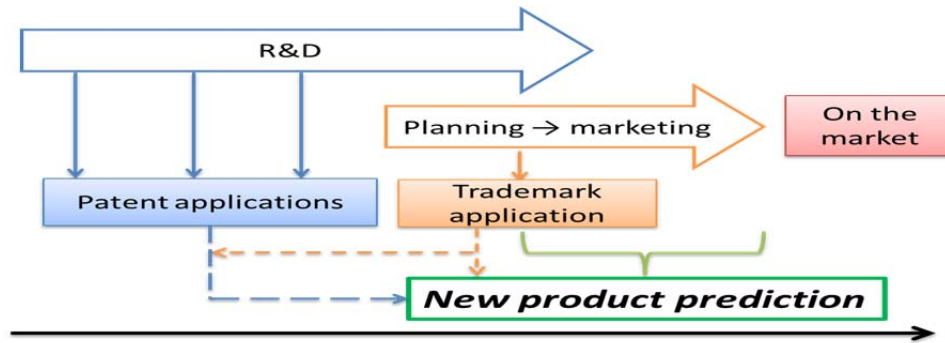 R&D
Planning → marketing
On the
market
Patent applications
Trademark
application
New product prediction